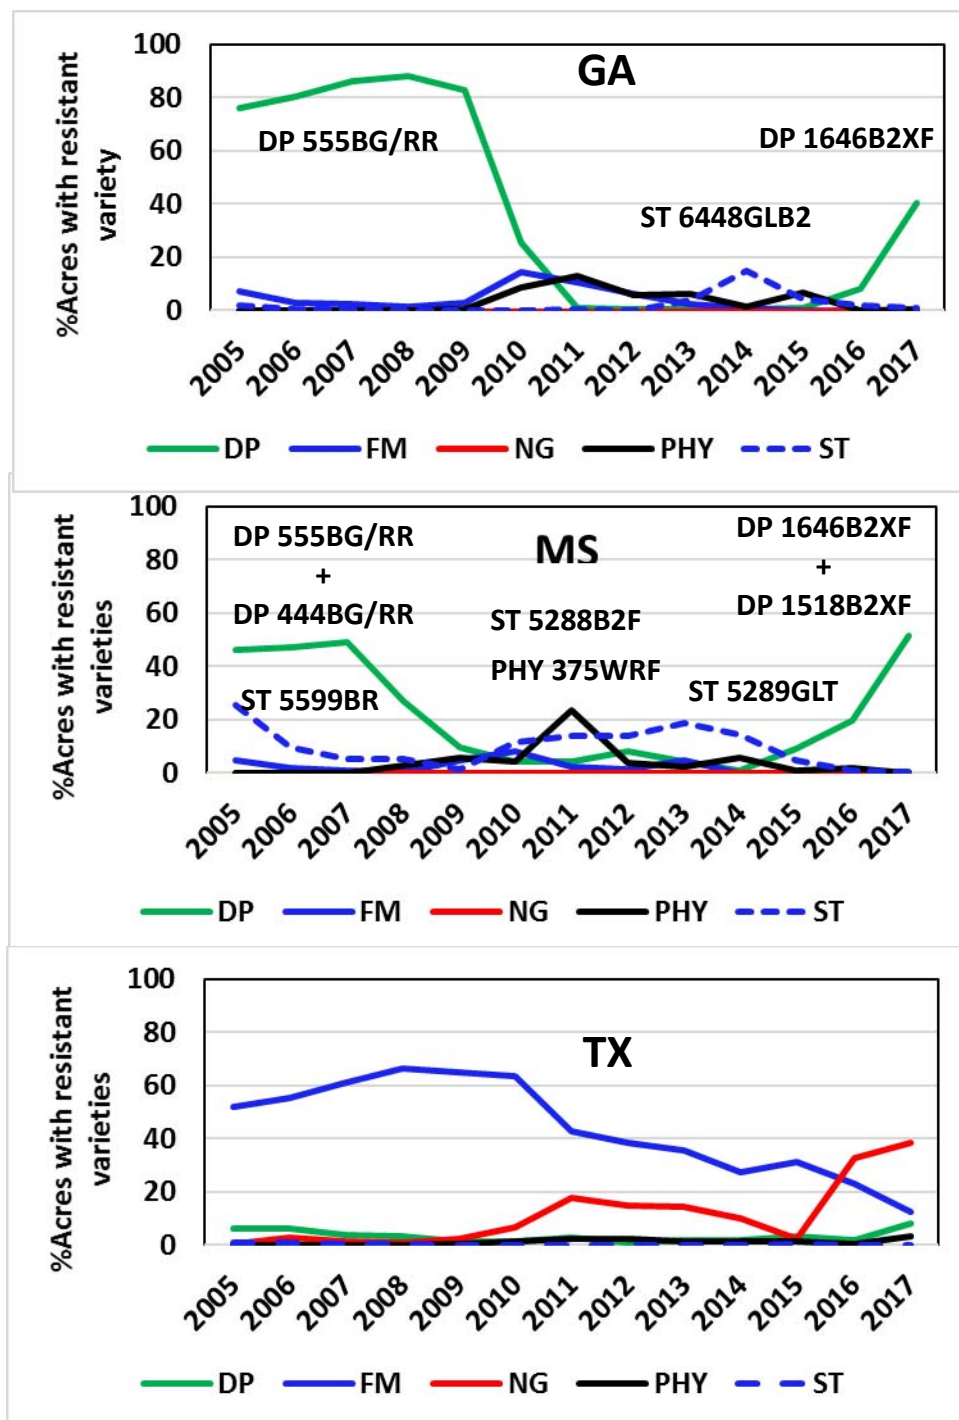 GA
%Acres with resistant
variety
100
80
60
40
20
0
DP 555BG/RR
DP 1646B2XF
ST 6448GLB2
2005 2006 2007 2008 2009 2010 2011 2012 2013 2014 2015 2016 2017
DP FM NG PHY ST
MS
%Acres with resistant
varieties
100
80
60
40
20
0
DP 555BG/RR
+
DP 444BG/RR
ST 5599BR
ST 5288B2F
PHY 375WRF
DP 1646B2XF
+
DP 1518B2XF
ST 5289GLT
2005 2006 2007 2008 2009 2010 2011 2012 2013 2014 2015 2016 2017
DP FM NG PHY ST
TX
%Acres with resistant
varieties
100
80
60
40
20
0
2005 2006 2007 2008 2009 2010 2011 2012 2013 2014 2015 2016 2017
DP FM NG PHY ST